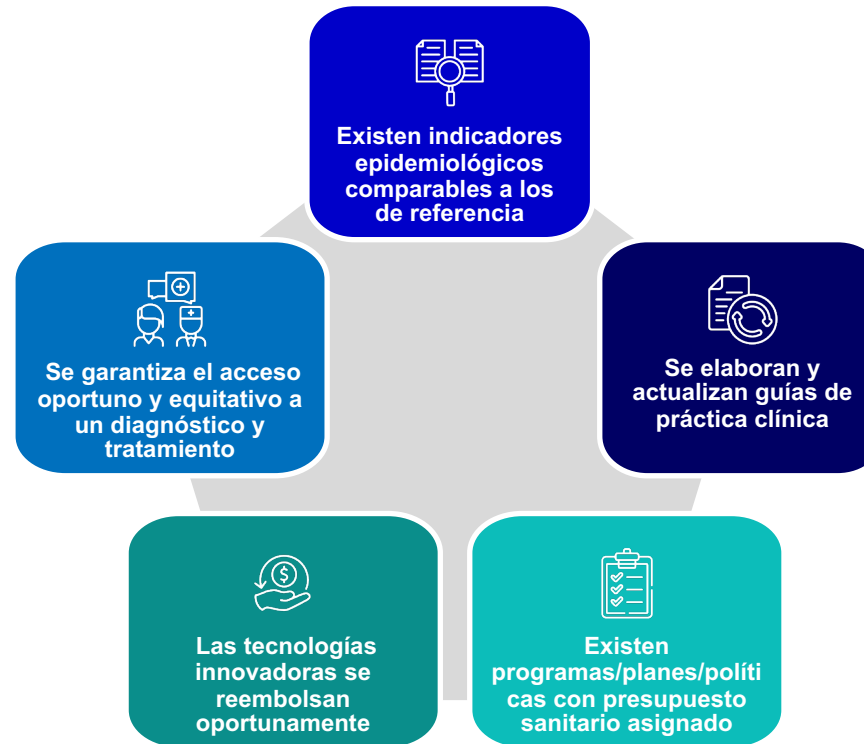 Existen indicadores
epidemiológicos
comparables a los
de referencia
Se garantiza el acceso
oportuno y equitativo a
un diagnóstico y
tratamiento
Se elaboran y
actualizan guías de
práctica clínica
Las tecnologías
innovadoras se
reembolsan
oportunamente
Existen
programas/planes/políti
cas con presupuesto
sanitario asignado